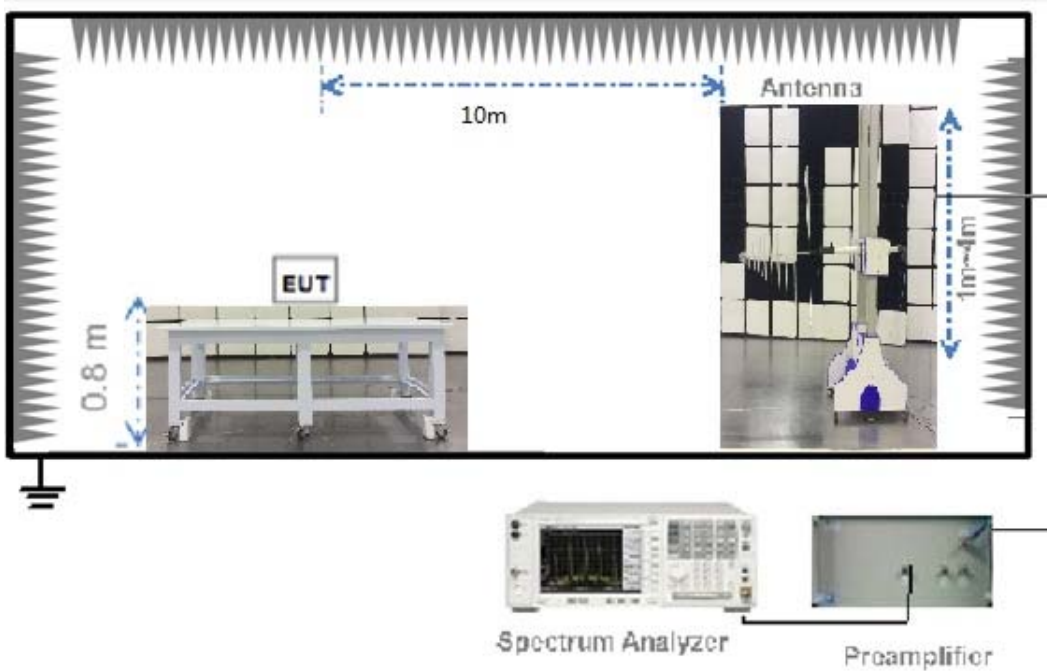 Antenna
10m
1m~4m
EUT
0.8 m
Spectrum Analyzer
Preamplifier